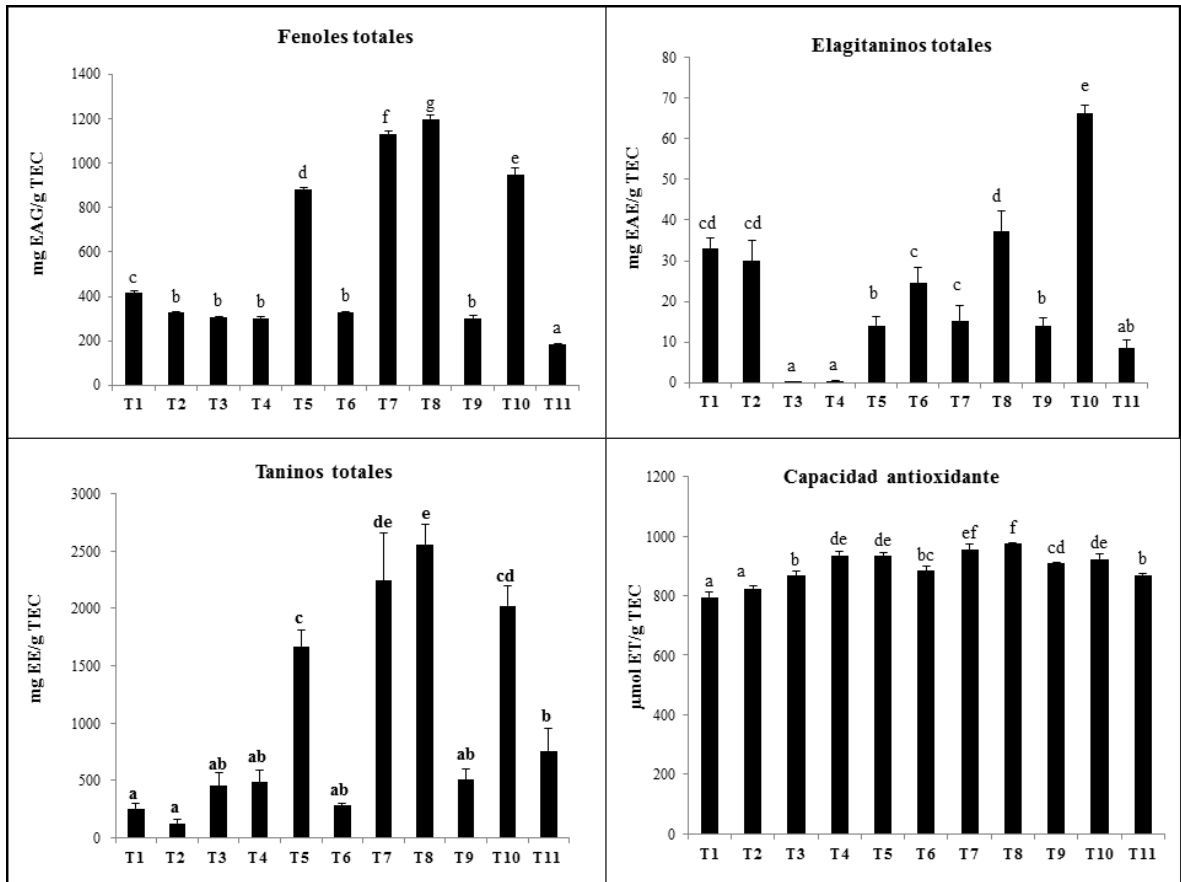 Fenoles totales
mg EAG/g TEC
1400
1200
1000
800
600
400
200
0
c b b b d b f g b e a
T1 T2 T3 T4 T5 T6 T7 T8 T9 T10 T11
Elagitaninos totales
mg EAE/g TEC
80
70
60
50
40
30
20
10
0
cd cd a a b c c d b e ab
T1 T2 T3 T4 T5 T6 T7 T8 T9 T10 T11
Taninos totales
mg EE/g TEC
3000
2500
2000
1500
1000
500
0
a a ab ab c ab de e ab cd b
T1 T2 T3 T4 T5 T6 T7 T8 T9 T10 T11
Capacidad antioxidante
µmol ET/g TEC
1200
1000
800
600
400
200
0
a a b de de bc ef f cd de b
T1 T2 T3 T4 T5 T6 T7 T8 T9 T10 T11